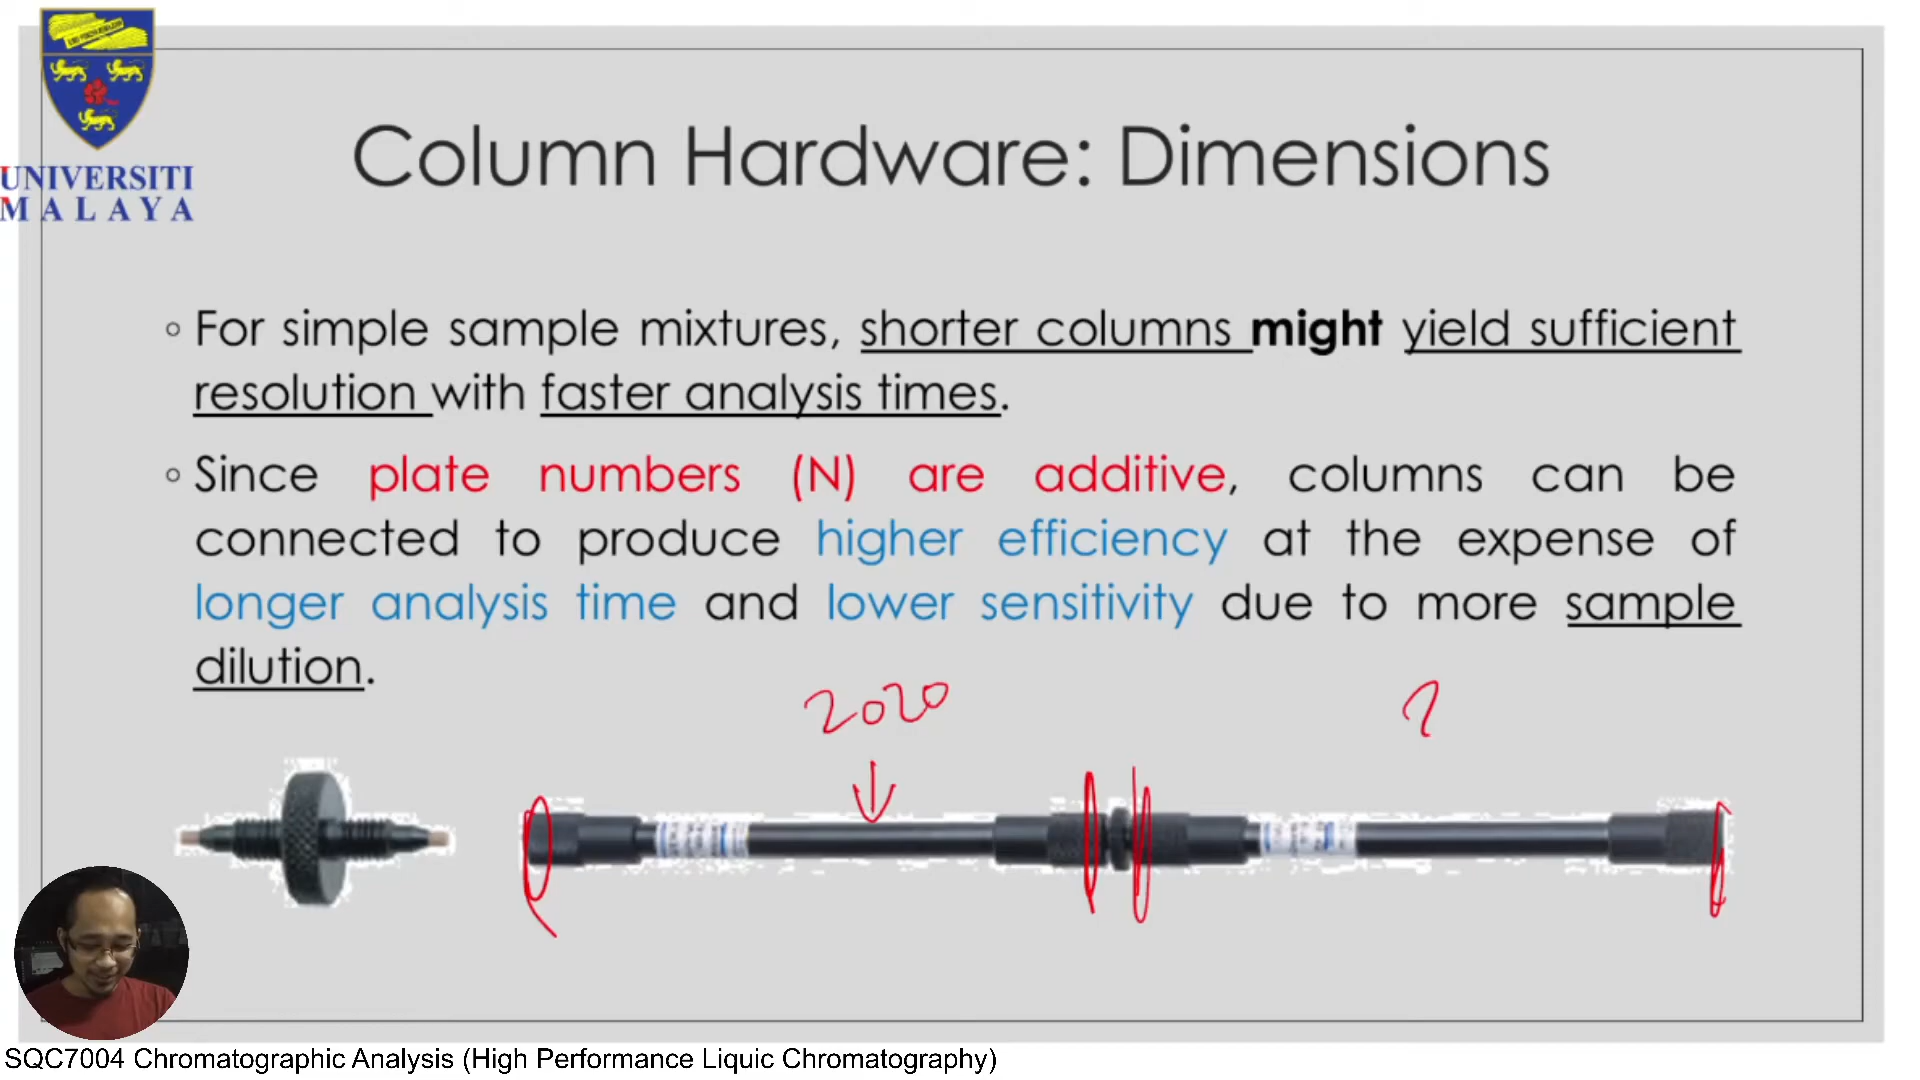 UNIVERSITI
MALAYA
Column Hardware: Dimensions
◦ For simple sample mixtures, shorter columns might yield sufficient
resolution with faster analysis times.
◦ Since plate numbers (N) are additive, columns can be
connected to produce higher efficiency at the expense of
longer analysis time and lower sensitivity due to more sample
dilution.
2020
SQC7004 Chromatographic Analysis (High Performance Liquic Chromatography)